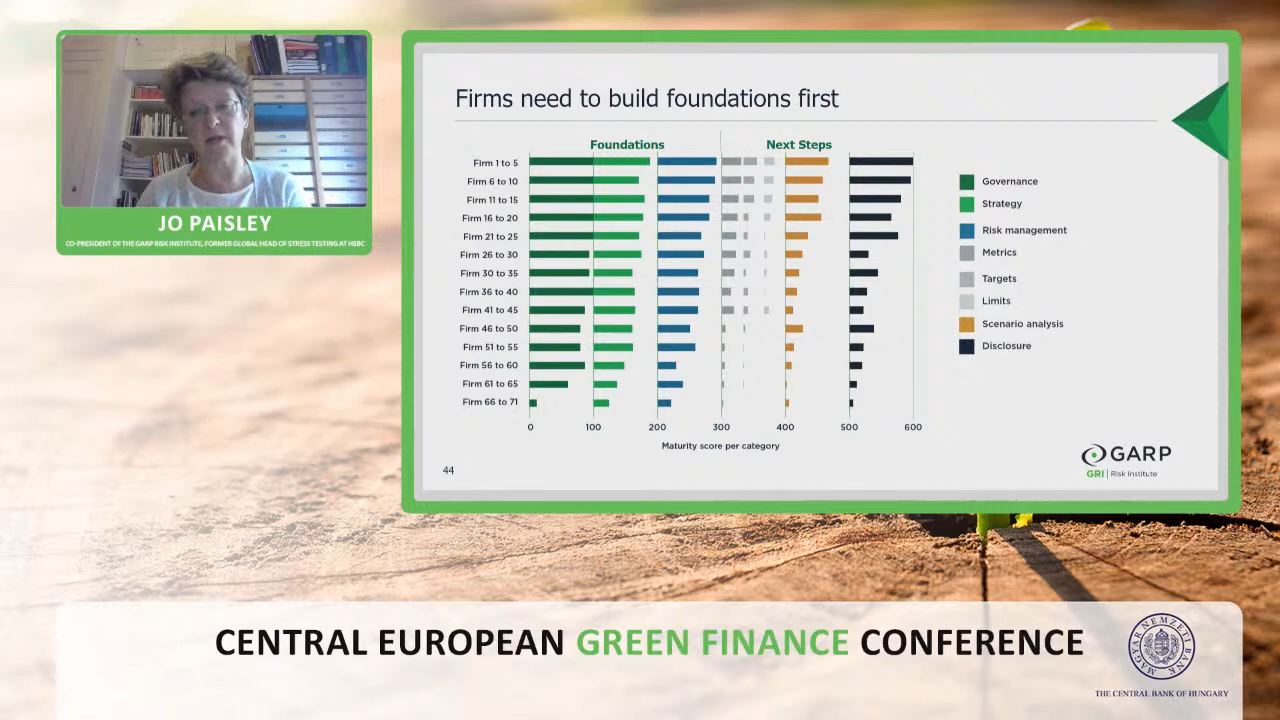 JO PAISLEY
CO-PRESIDENT OF THE GARP RISK INSTITUTE, FORMER GLOBAL HEAD OF STRESS TESTING AT HSBC
Firms need to build foundations first
Foundations
Next Steps
Firm 1 to 5
Firm 6 to 10
Firm 11 to 15
Firm 16 to 20
Firm 21 to 25
Firm 26 to 30
Firm 30 to 35
Firm 36 to 40
Firm 41 to 45
Firm 46 to 50
Firm 51 to 55
Firm 56 to 60
Firm 61 to 65
Firm 66 to 71
0 100 200 300 400 500 600
Maturity score per category
Governance
Strategy
Risk management
Metrics
Targets
Limits
Scenario analysis
Disclosure
44
GARP
GRI | Risk Institute
CENTRAL EUROPEAN GREEN FINANCE CONFERENCE
MAGYAR NEMZETI BANK
THE CENTRAL BANK OF HUNGARY